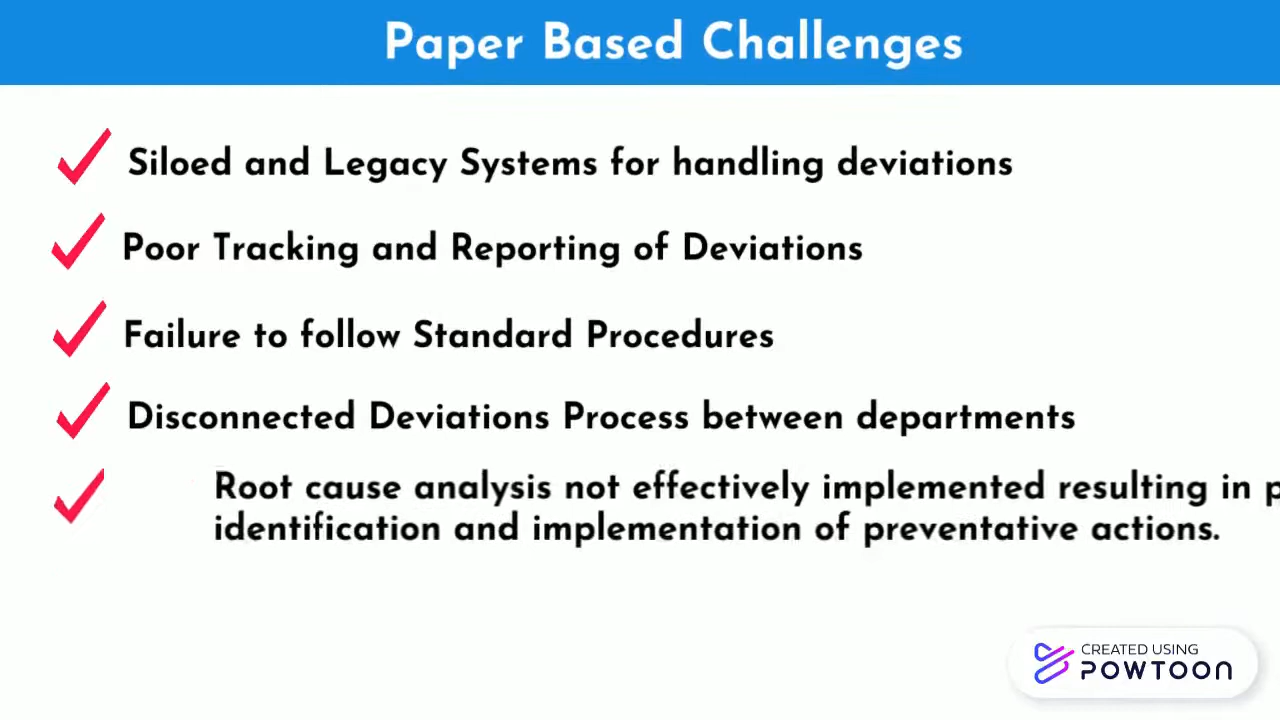 Paper Based Challenges
Siloed and Legacy Systems for handling deviations
Poor Tracking and Reporting of Deviations
Failure to follow Standard Procedures
Disconnected Deviations Process between departments
Root cause analysis not effectively implemented resulting in
identification and implementation of preventative actions.
CREATED USING
POWTOON